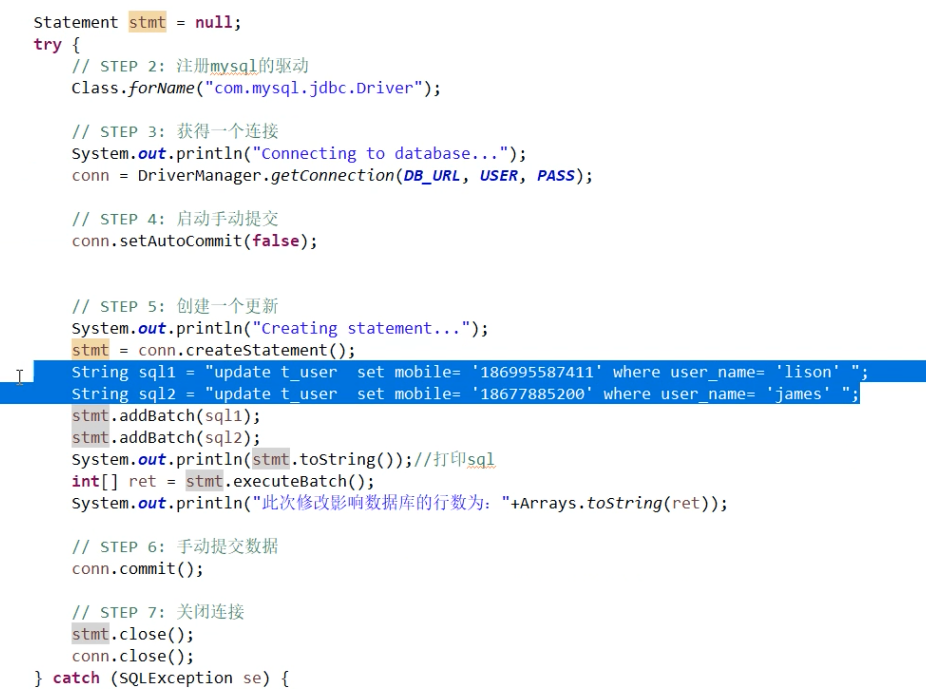 Statement stmt = null;
try {
// STEP 2: 注册mysql的驱动
Class.forName("com.mysql.jdbc.Driver");
// STEP 3: 获得一个连接
System.out.println("Connecting to database...");
conn = DriverManager.getConnection(DB_URL, USER, PASS);
// STEP 4: 启动手动提交
conn.setAutoCommit(false);
// STEP 5: 创建一个更新
System.out.println("Creating statement...");
stmt = conn.createStatement();
String sql1 = "update t_user  set mobile= '186995587411' where user_name= 'lison' ";
String sql2 = "update t_user  set mobile= '18677885200' where user_name= 'james' ";
stmt.addBatch(sql1);
stmt.addBatch(sql2);
System.out.println(stmt.toString());//打印sql
int[] ret = stmt.executeBatch();
System.out.println("此次修改影响数据库的行数为："+Arrays.toString(ret));
// STEP 6: 手动提交数据
conn.commit();
// STEP 7: 关闭连接
stmt.close();
conn.close();
} catch (SQLException se) {